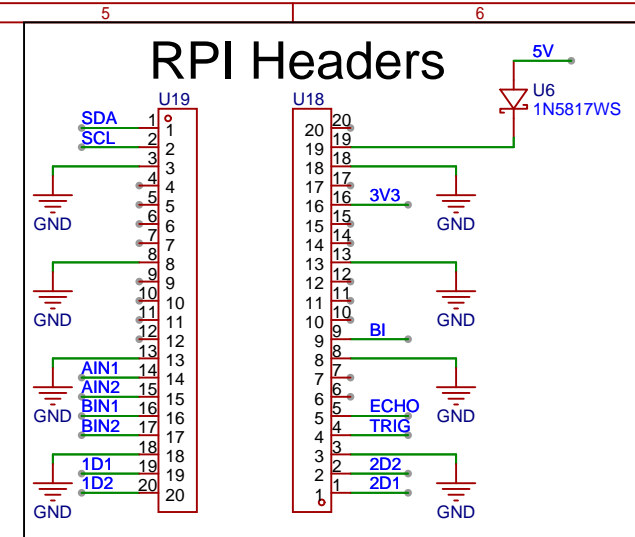 5 6
RPI Headers
5V
U6
1N5817WS
U19 U18
SDA 1 1
SCL 2 2
3 3
GND
4 4
5 5
6 6
7 7
8 8
GND
9 9
10 10
11 11
12 12
13 13
GND
AIN1 14 14
AIN2 15 15
BIN1 16 16
BIN2 17 17
18 18
GND
1D1 19 19
1D2 20 20
20 20
19 19
18 18
GND
17 17
16 16 3V3
15 15
14 14
13 13
GND
12 12
11 11
10 10
9 9 BI
8 8
GND
7 7
6 6
5 5 ECHO
4 4 TRIG
3 3
GND
2 2 2D2
1 1 2D1